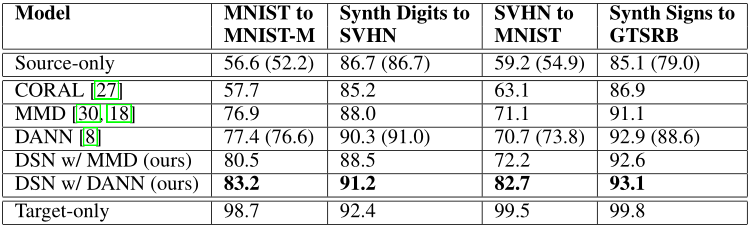 Model MNIST to MNIST-M Synth Digits to SVHN SVHN to MNIST Synth Signs to GTSRB
Source-only 56.6 (52.2) 86.7 (86.7) 59.2 (54.9) 85.1 (79.0)
CORAL [27] 57.7 85.2 63.1 86.9
MMD [30, 18] 76.9 88.0 71.1 91.1
DANN [8] 77.4 (76.6) 90.3 (91.0) 70.7 (73.8) 92.9 (88.6)
DSN w/ MMD (ours) 80.5 88.5 72.2 92.6
DSN w/ DANN (ours) 83.2 91.2 82.7 93.1
Target-only 98.7 92.4 99.5 99.8